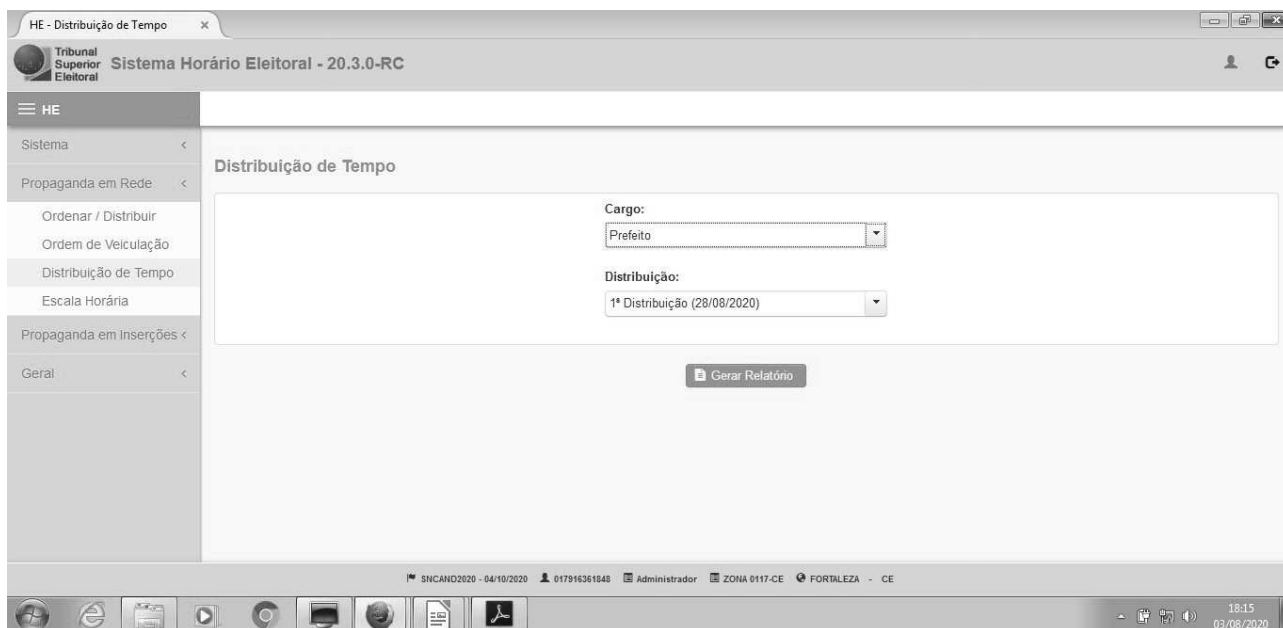 HE - Distribuição de Tempo ×
Tribunal
Superior
Eleitoral
Sistema Horário Eleitoral - 20.3.0-RC
HE
Sistema <
Distribuição de Tempo
Propaganda em Rede <
Ordenar / Distribuir
Ordem de Veiculação
Distribuição de Tempo
Escala Horária
Propaganda em Inserções <
Geral <
Cargo:
Prefeito
Distribuição:
1ª Distribuição (28/08/2020)
Gerar Relatório
SNCAND2020 - 04/10/2020 017916361848 Administrador ZONA 0117-CE FORTALEZA - CE
18:15
03/08/2020